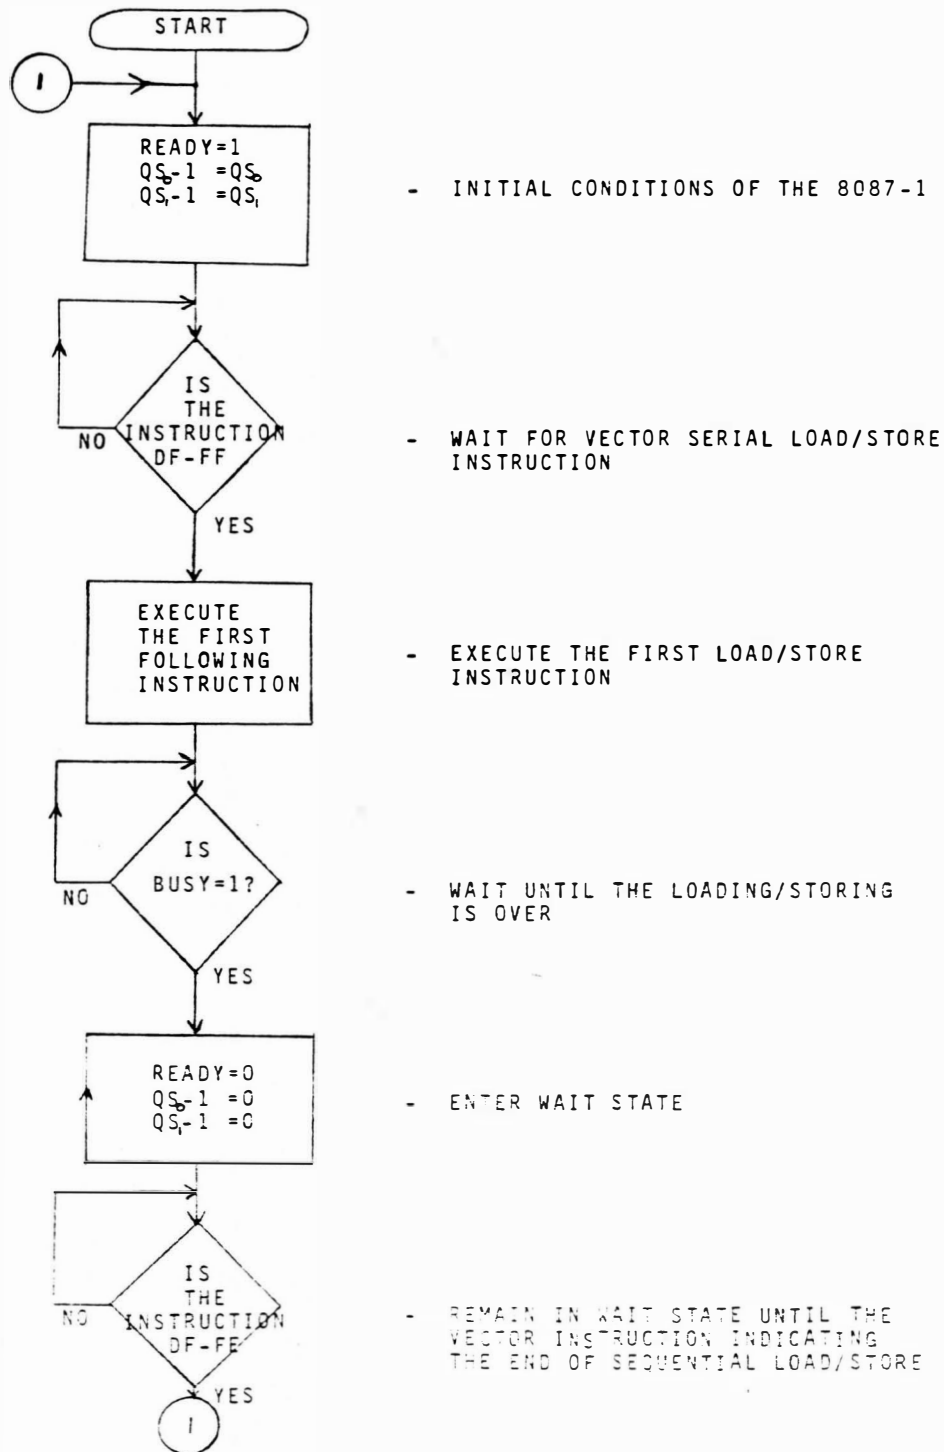 START
1
READY=1
QS₀-1 =QS₀
QS₁-1 =QS₁
- INITIAL CONDITIONS OF THE 8087-1
IS
THE
INSTRUCTION
DF-FF
NO
YES
- WAIT FOR VECTOR SERIAL LOAD/STORE
INSTRUCTION
EXECUTE
THE FIRST
FOLLOWING
INSTRUCTION
- EXECUTE THE FIRST LOAD/STORE
INSTRUCTION
IS
BUSY=1?
NO
YES
- WAIT UNTIL THE LOADING/STORING
IS OVER
READY=0
QS₀-1 =0
QS₁-1 =0
- ENTER WAIT STATE
IS
THE
INSTRUCTION
DF-FE
NO
YES
- REMAIN IN WAIT STATE UNTIL THE
VECTOR INSTRUCTION INDICATING
THE END OF SEQUENTIAL LOAD/STORE
1